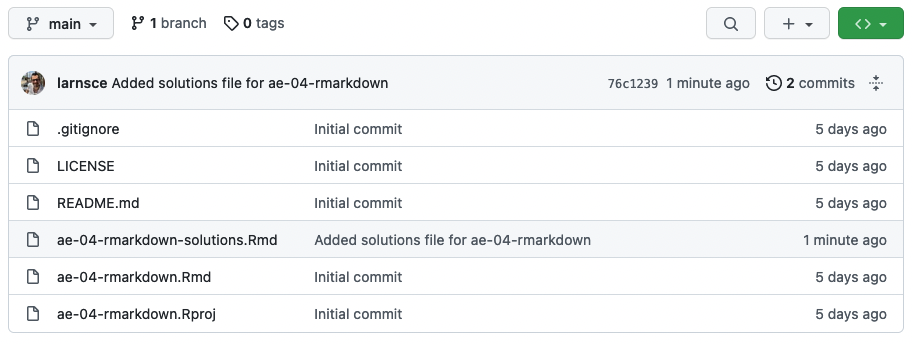 main 1 branch 0 tags
larnsce Added solutions file for ae-04-rmarkdown 76c1239 1 minute ago 2 commits
.gitignore Initial commit 5 days ago
LICENSE Initial commit 5 days ago
README.md Initial commit 5 days ago
ae-04-rmarkdown-solutions.Rmd Added solutions file for ae-04-rmarkdown 1 minute ago
ae-04-rmarkdown.Rmd Initial commit 5 days ago
ae-04-rmarkdown.Rproj Initial commit 5 days ago